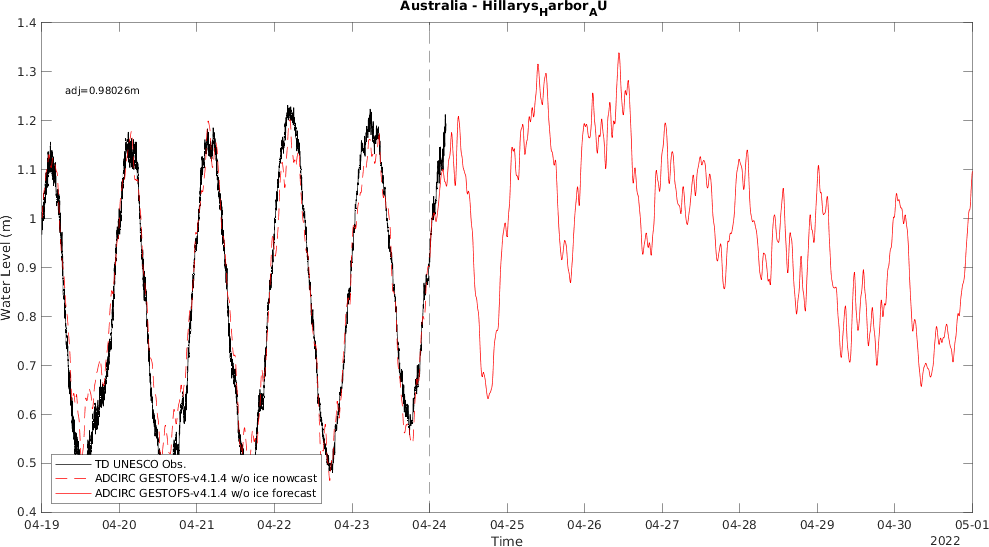 Australia - HillarysHarborAU
1.4
1.3
adj=0.98026m
1.2
1.1
1
Water Level (m)
0.9
0.8
0.7
0.6
0.5
0.4
TD UNESCO Obs.
ADCIRC GESTOFS-v4.1.4 w/o ice nowcast
ADCIRC GESTOFS-v4.1.4 w/o ice forecast
04-19 04-20 04-21 04-22 04-23 04-24 04-25 04-26 04-27 04-28 04-29 04-30 05-01
Time
2022